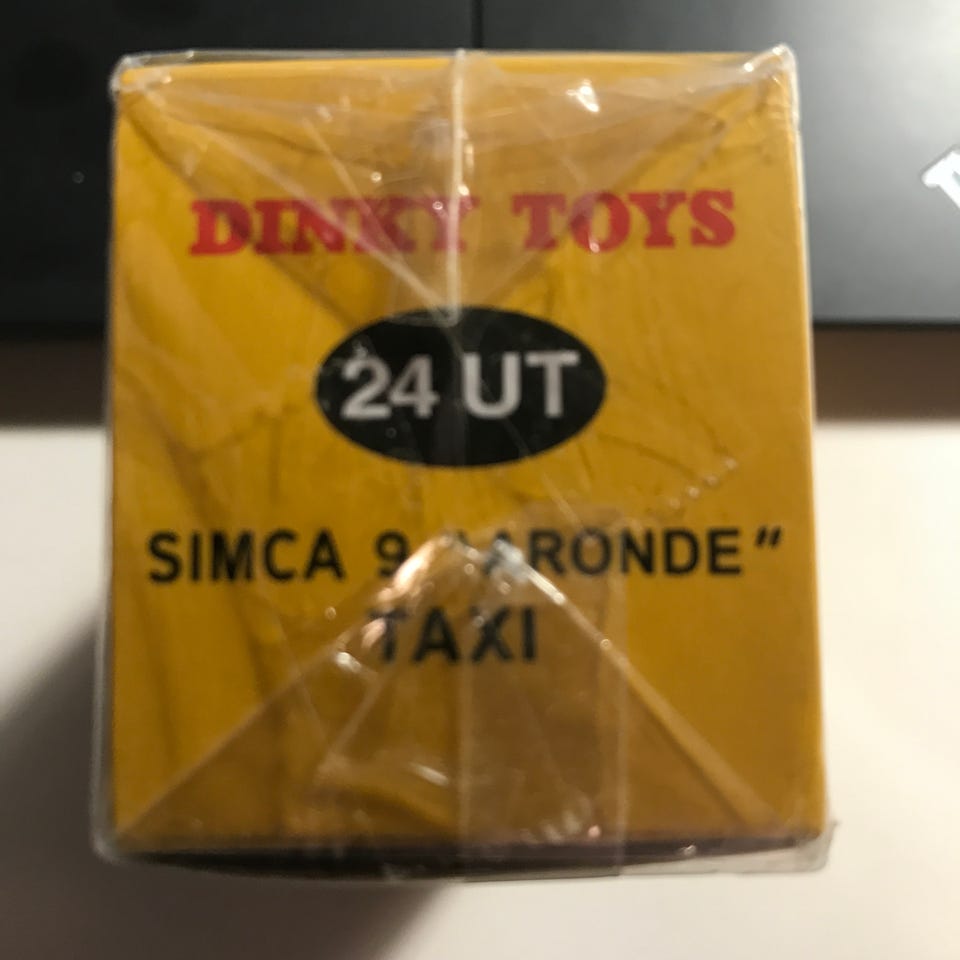 DINKY TOYS
24 UT
SIMCA 9 ARONDE"
TAXI